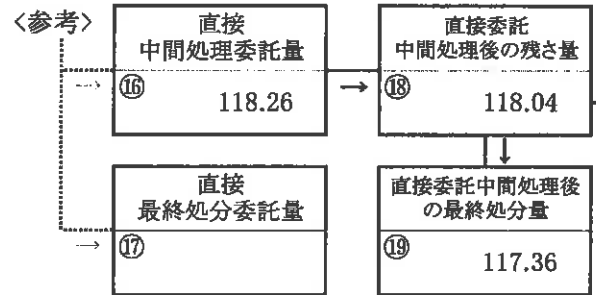 〈参考〉
直接
中間処理委託量
⑯
118.26
→
直接委託
中間処理後の残さ量
⑱
118.04
直接
最終処分委託量
⑰
直接委託中間処理後
の最終処分量
⑲
117.36